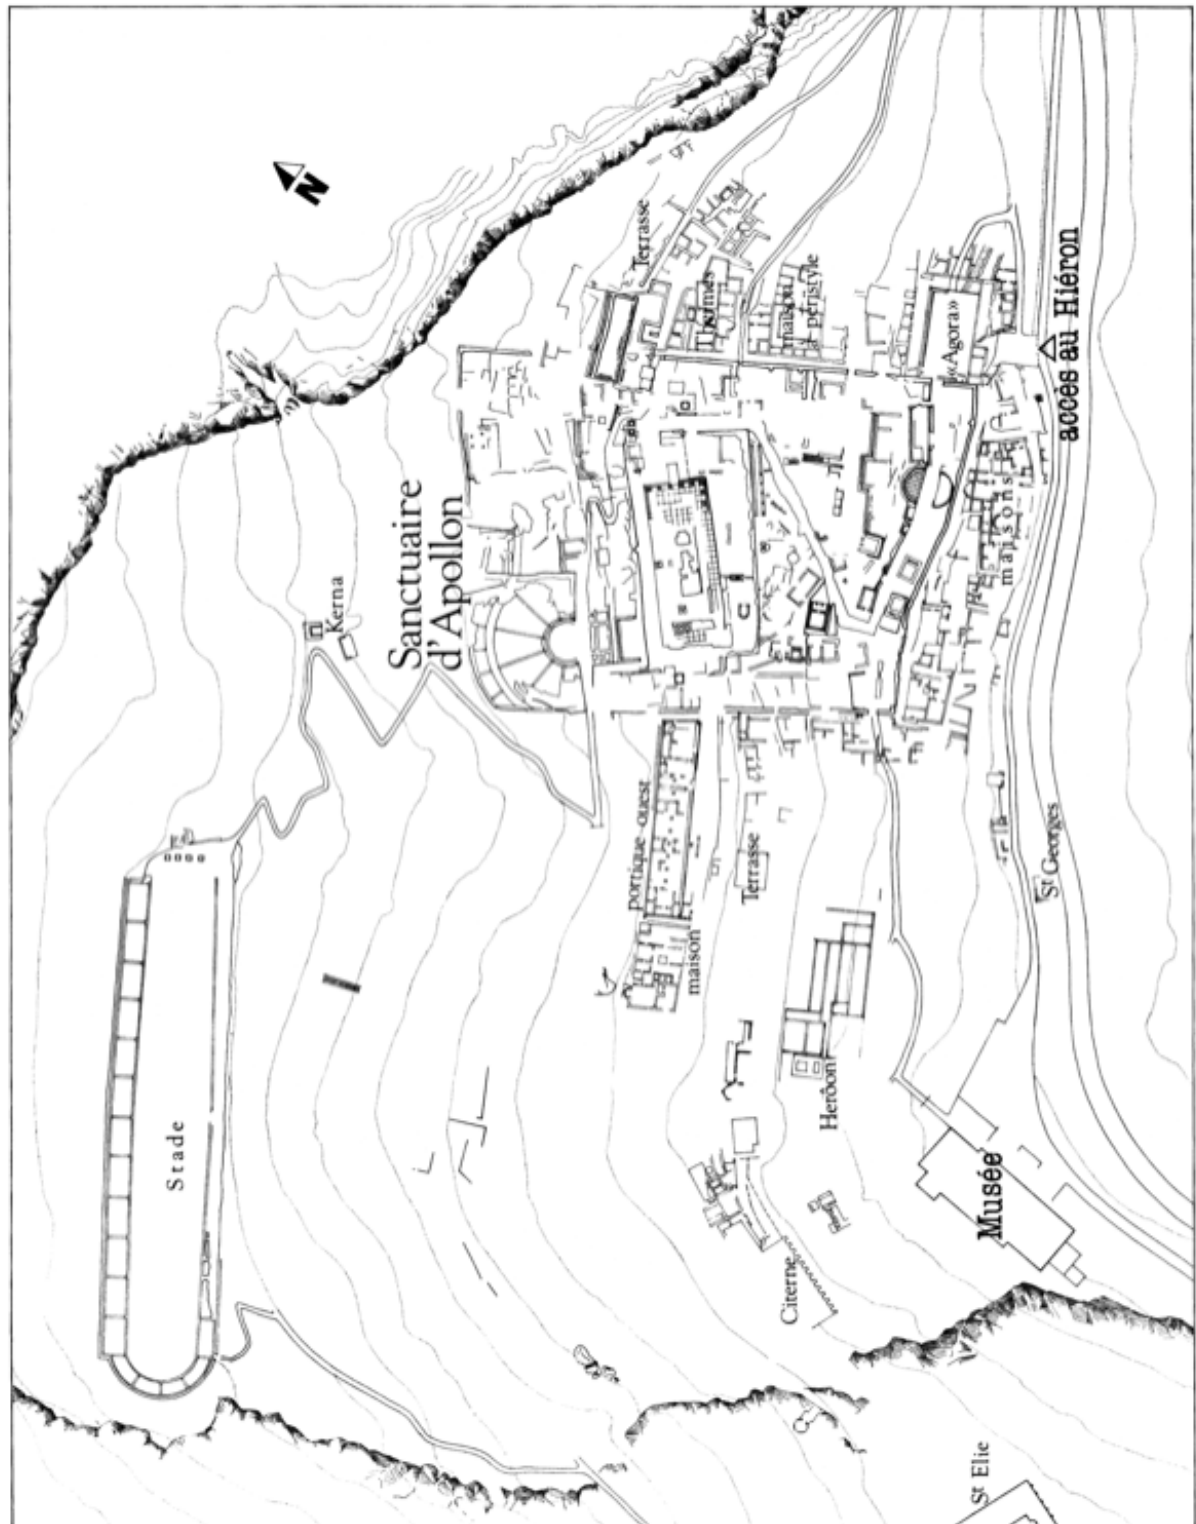 N
Terrasse
Thermes
maison
à péristyle
«Agora»
accès au Hiéron
Sanctuaire
d'Apollon
maisons
Kerna
portique ouest
Terrasse
St Georges
maison
Stade
Herôon
Musée
Citerne
St Elie